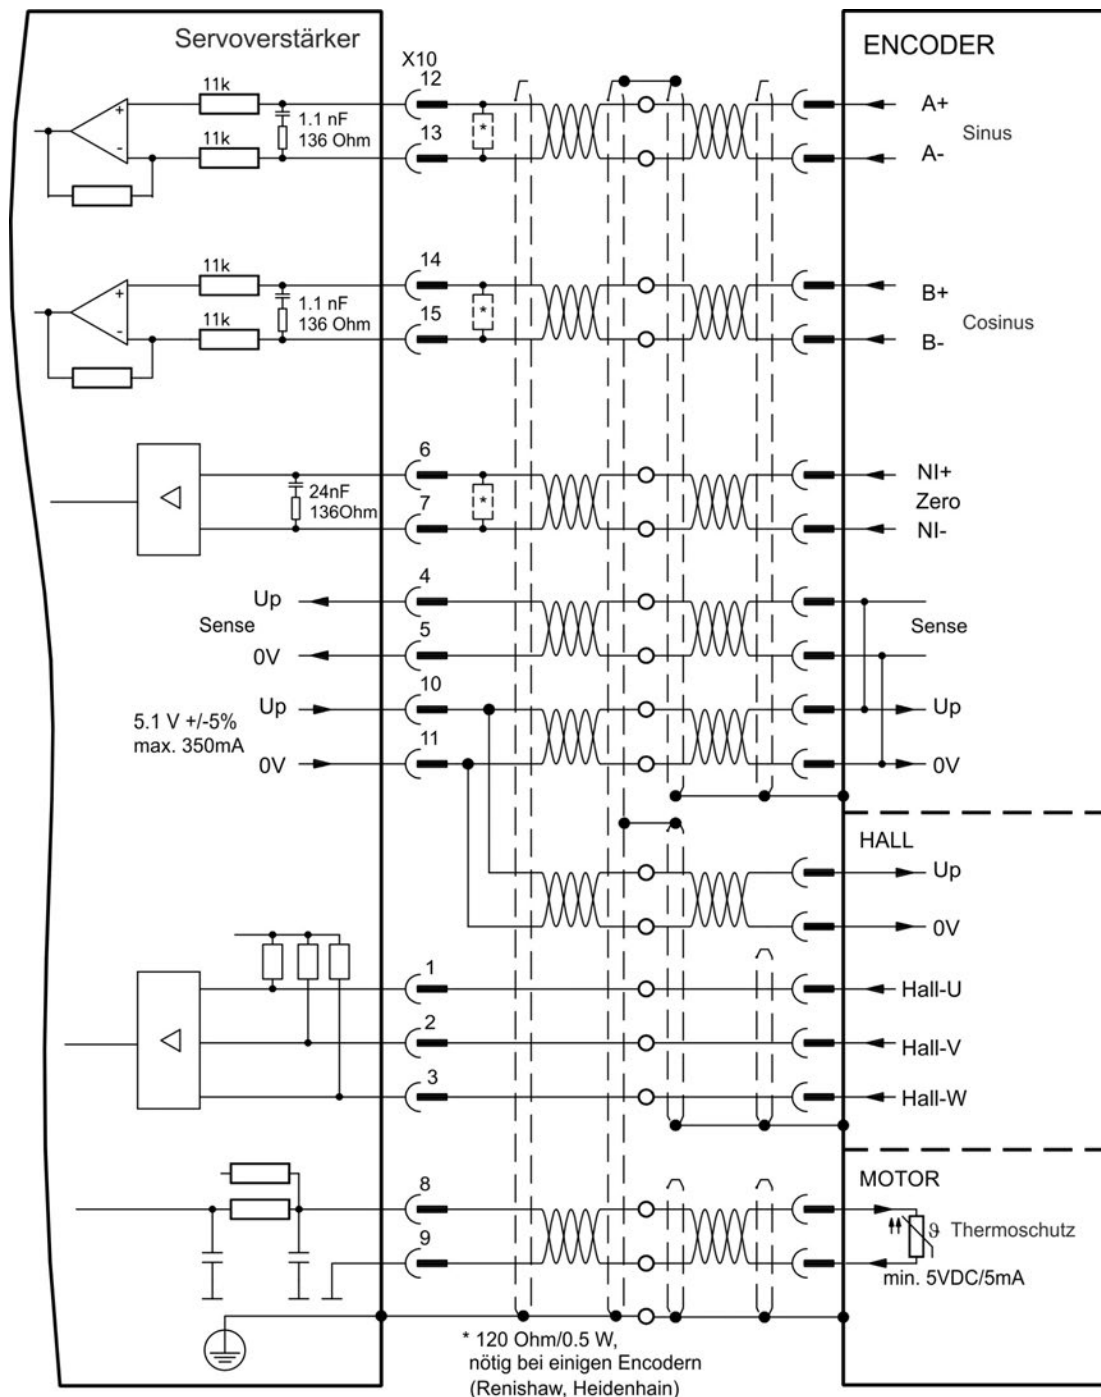 Servoverstärker
X10
ENCODER
12
11k
+
1.1 nF
136 Ohm
*
A+
Sinus
13
11k
-
A-
14
11k
+
1.1 nF
136 Ohm
*
B+
Cosinus
15
11k
-
B-
6
24nF
136Ohm
*
NI+
Zero
7
NI-
4
Up
Sense
Sense
5
0V
10
Up
5.1 V +/-5%
max. 350mA
Up
11
0V
0V
HALL
Up
0V
1
Hall-U
2
Hall-V
3
Hall-W
MOTOR
8
ϑ Thermoschutz
9
min. 5VDC/5mA
* 120 Ohm/0.5 W,
nötig bei einigen Encodern
(Renishaw, Heidenhain)